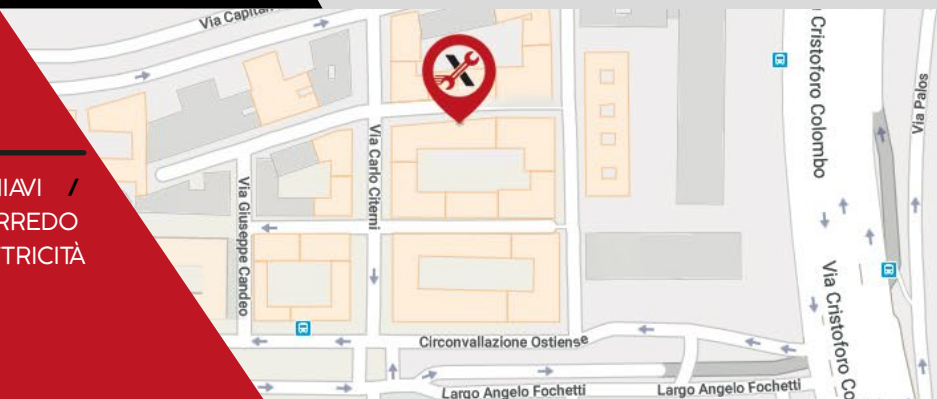 IAVI /
RREDO
TRICITÀ
Via Capitan
Via Carlo Citerni
Via Giuseppe Candeo
Cristoforo Colombo
Via Palos
Via Cristoforo Co
Circonvallazione Ostiense
Largo Angelo Fochetti
Largo Angelo Fochetti